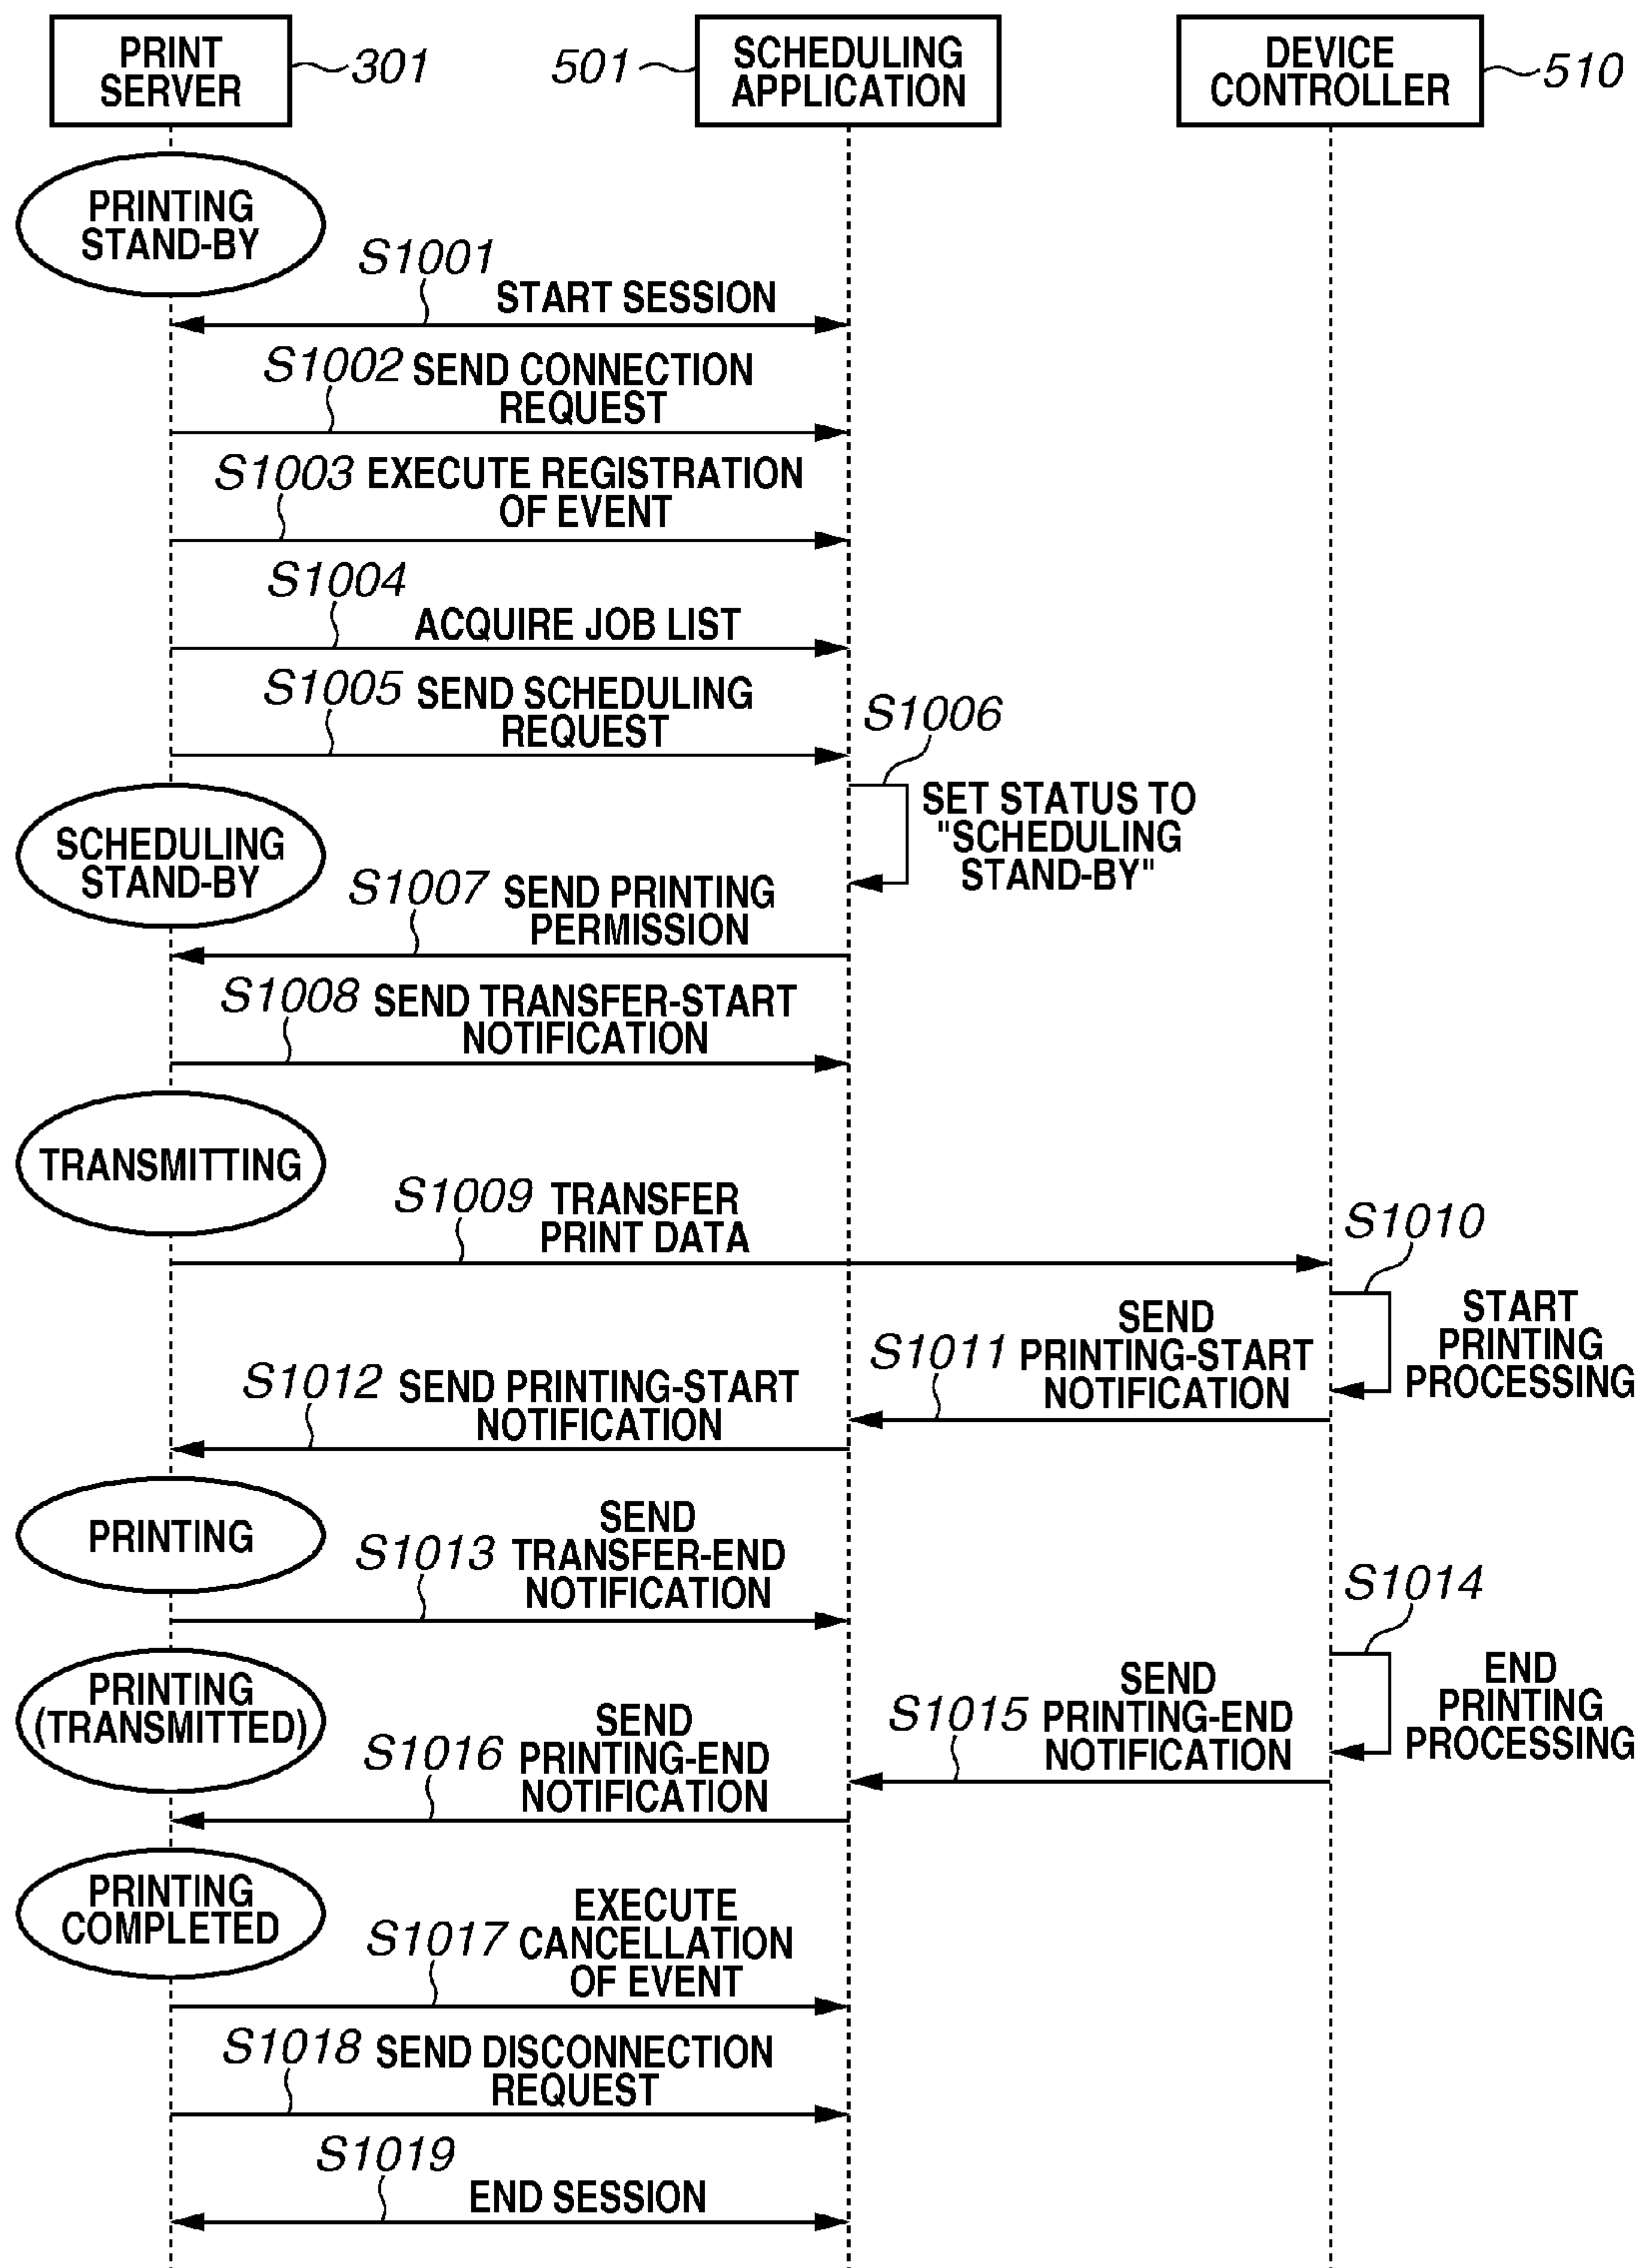 PRINT
SERVER
301
501
SCHEDULING
APPLICATION
DEVICE
CONTROLLER
510
PRINTING
STAND-BY
S1001
START SESSION
S1002 SEND CONNECTION
REQUEST
S1003 EXECUTE REGISTRATION
OF EVENT
S1004
ACQUIRE JOB LIST
S1005 SEND SCHEDULING
REQUEST
S1006
SET STATUS TO
"SCHEDULING
STAND-BY"
SCHEDULING
STAND-BY
S1007 SEND PRINTING
PERMISSION
S1008 SEND TRANSFER-START
NOTIFICATION
TRANSMITTING
S1009 TRANSFER
PRINT DATA
S1010
START
PRINTING
PROCESSING
SEND
S1011 PRINTING-START
NOTIFICATION
S1012 SEND PRINTING-START
NOTIFICATION
PRINTING
SEND
S1013 TRANSFER-END
NOTIFICATION
S1014
END
PRINTING
PROCESSING
PRINTING
(TRANSMITTED)
SEND
S1015 PRINTING-END
NOTIFICATION
SEND
S1016 PRINTING-END
NOTIFICATION
PRINTING
COMPLETED
EXECUTE
S1017 CANCELLATION
OF EVENT
S1018 SEND DISCONNECTION
REQUEST
S1019
END SESSION